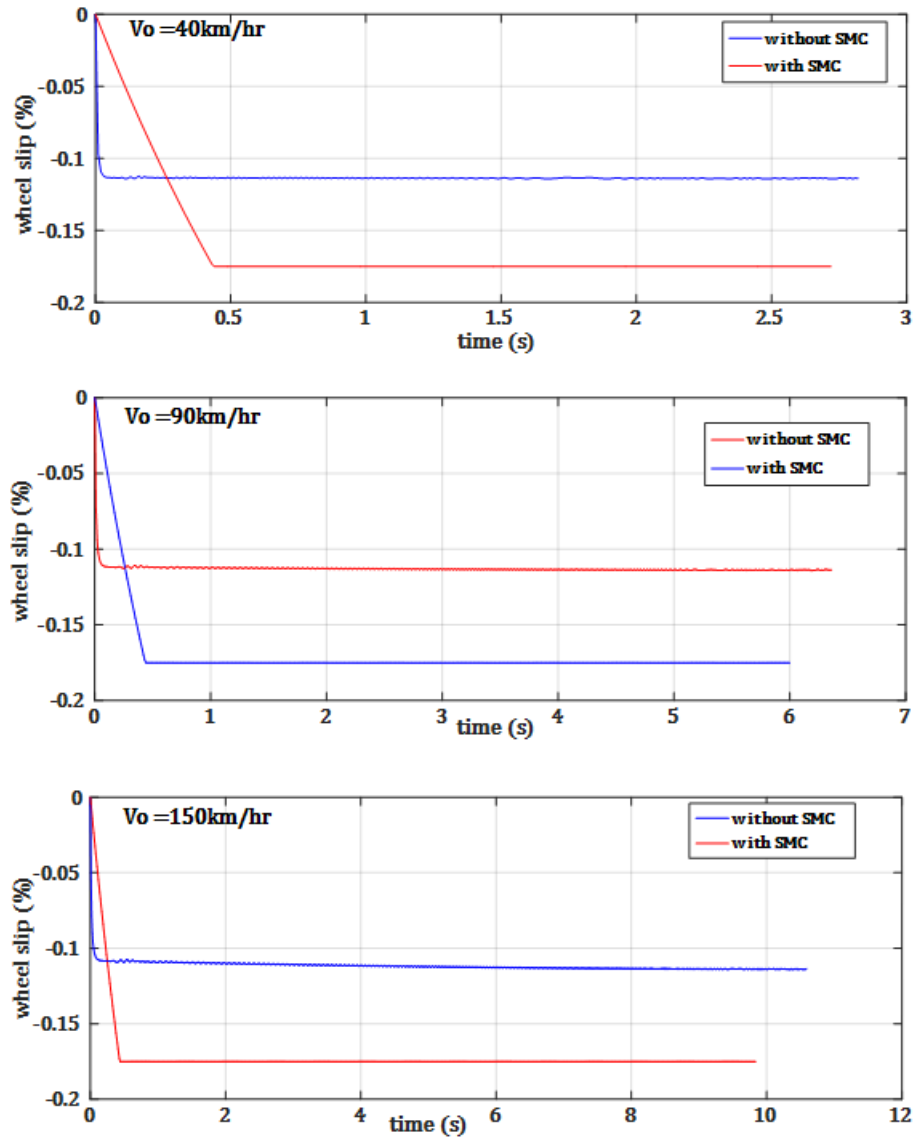 Vo =40km/hr
without SMC
with SMC
0
-0.05
-0.1
-0.15
-0.2
wheel slip (%)
0 0.5 1 1.5 2 2.5 3
time (s)
Vo =90km/hr
without SMC
with SMC
0
-0.05
-0.1
-0.15
-0.2
wheel slip (%)
0 1 2 3 4 5 6 7
time (s)
Vo =150km/hr
without SMC
with SMC
0
-0.05
-0.1
-0.15
-0.2
wheel slip (%)
0 2 4 6 8 10 12
time (s)